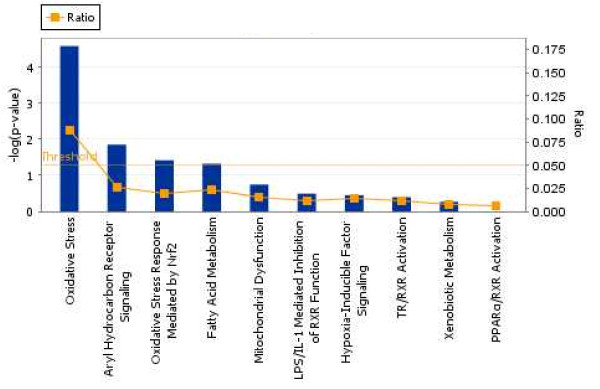 Ratio
-log(p-value)
4
3
2
1
0
Threshold
0.175
0.150
0.125
0.100
0.075
0.050
0.025
0.000
Ratio
Oxidative Stress
Aryl Hydrocarbon Receptor
Signaling
Oxidative Stress Response
Mediated by Nrf2
Fatty Acid Metabolism
Mitochondrial Dysfunction
LPS/IL-1 Mediated Inhibition
of RXR Function
Hypoxia-Inducible Factor
Signaling
TR/RXR Activation
Xenobiotic Metabolism
PPARα/RXR Activation